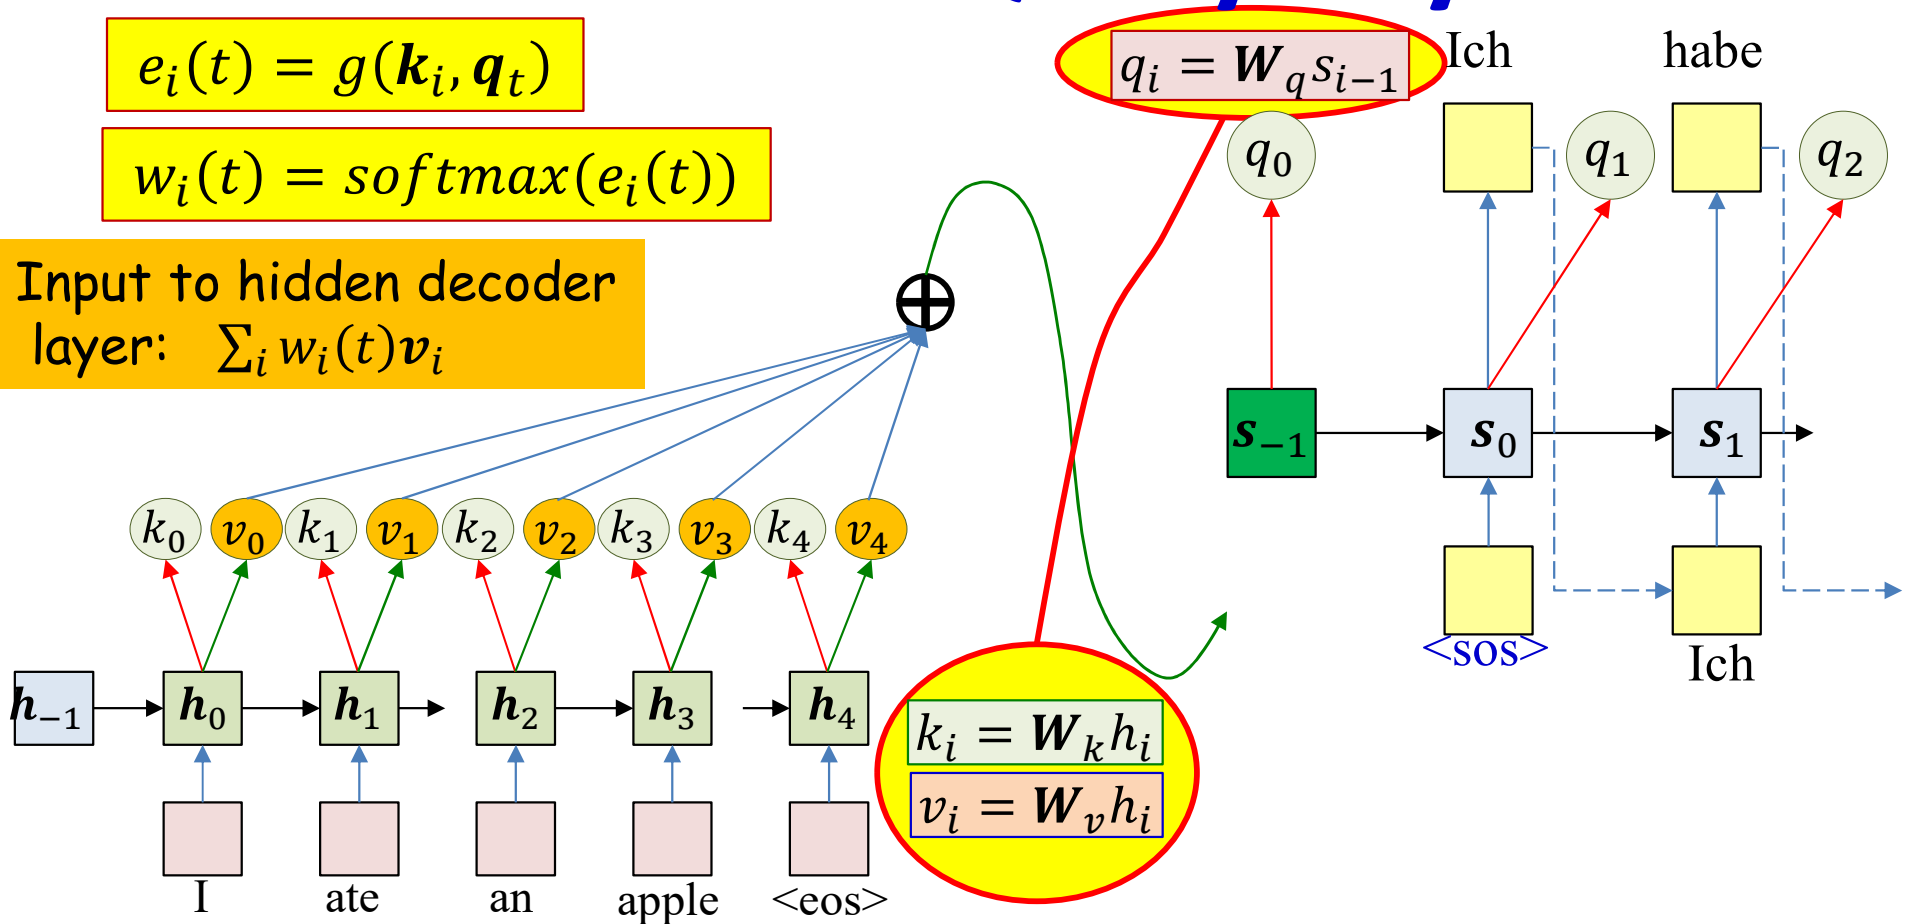 e_i(t) = g(k_i, q_t)
w_i(t) = softmax(e_i(t))
Input to hidden decoder
layer: ∑_i w_i(t)v_i
q_i = W_q s_{i−1}
Ich habe
q_0 q_1 q_2
s_{−1} s_0 s_1
<sos>
Ich
k_0 v_0 k_1 v_1 k_2 v_2 k_3 v_3 k_4 v_4
h_{−1} h_0 h_1 h_2 h_3 h_4
I ate an apple <eos>
k_i = W_k h_i
v_i = W_v h_i